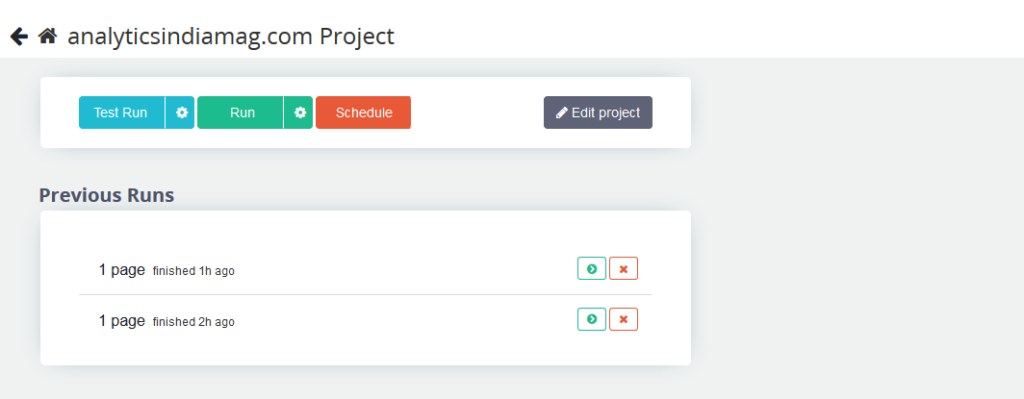 analyticsindiamag.com Project
Test Run Run Schedule Edit project
Previous Runs
1 page finished 1h ago
1 page finished 2h ago